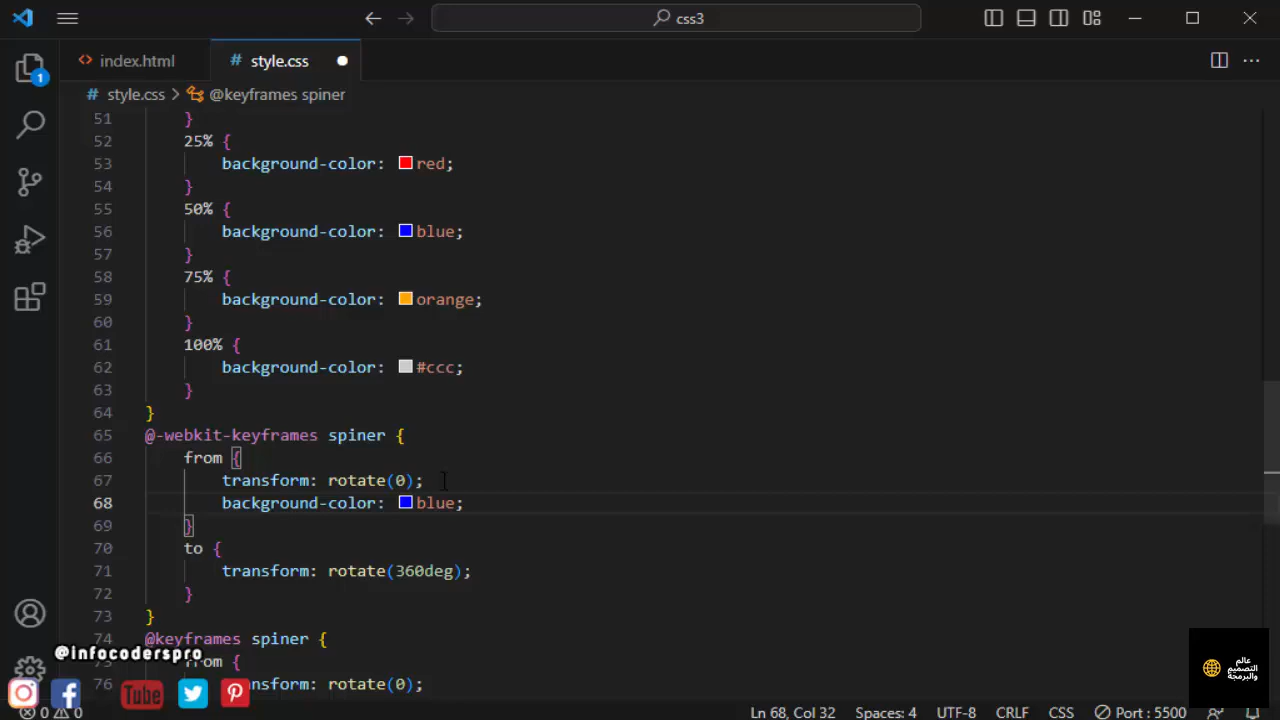 css3
index.html
# style.css
1
# style.css > @keyframes spiner
51 }
52 25% {
53 background-color: red;
54 }
55 50% {
56 background-color: blue;
57 }
58 75% {
59 background-color: orange;
60 }
61 100% {
62 background-color: #ccc;
63 }
64 }
65 @-webkit-keyframes spiner {
66 from {
67 transform: rotate(0);
68 background-color: blue;
69 }
70 to {
71 transform: rotate(360deg);
72 }
73 }
74 @keyframes spiner {
@infocoderspro
from {
76 transform: rotate(0);
Tube
عالم
التصميم
والبرمجة
0 0 Ln 68, Col 32 Spaces: 4 UTF-8 CRLF CSS Port : 5500